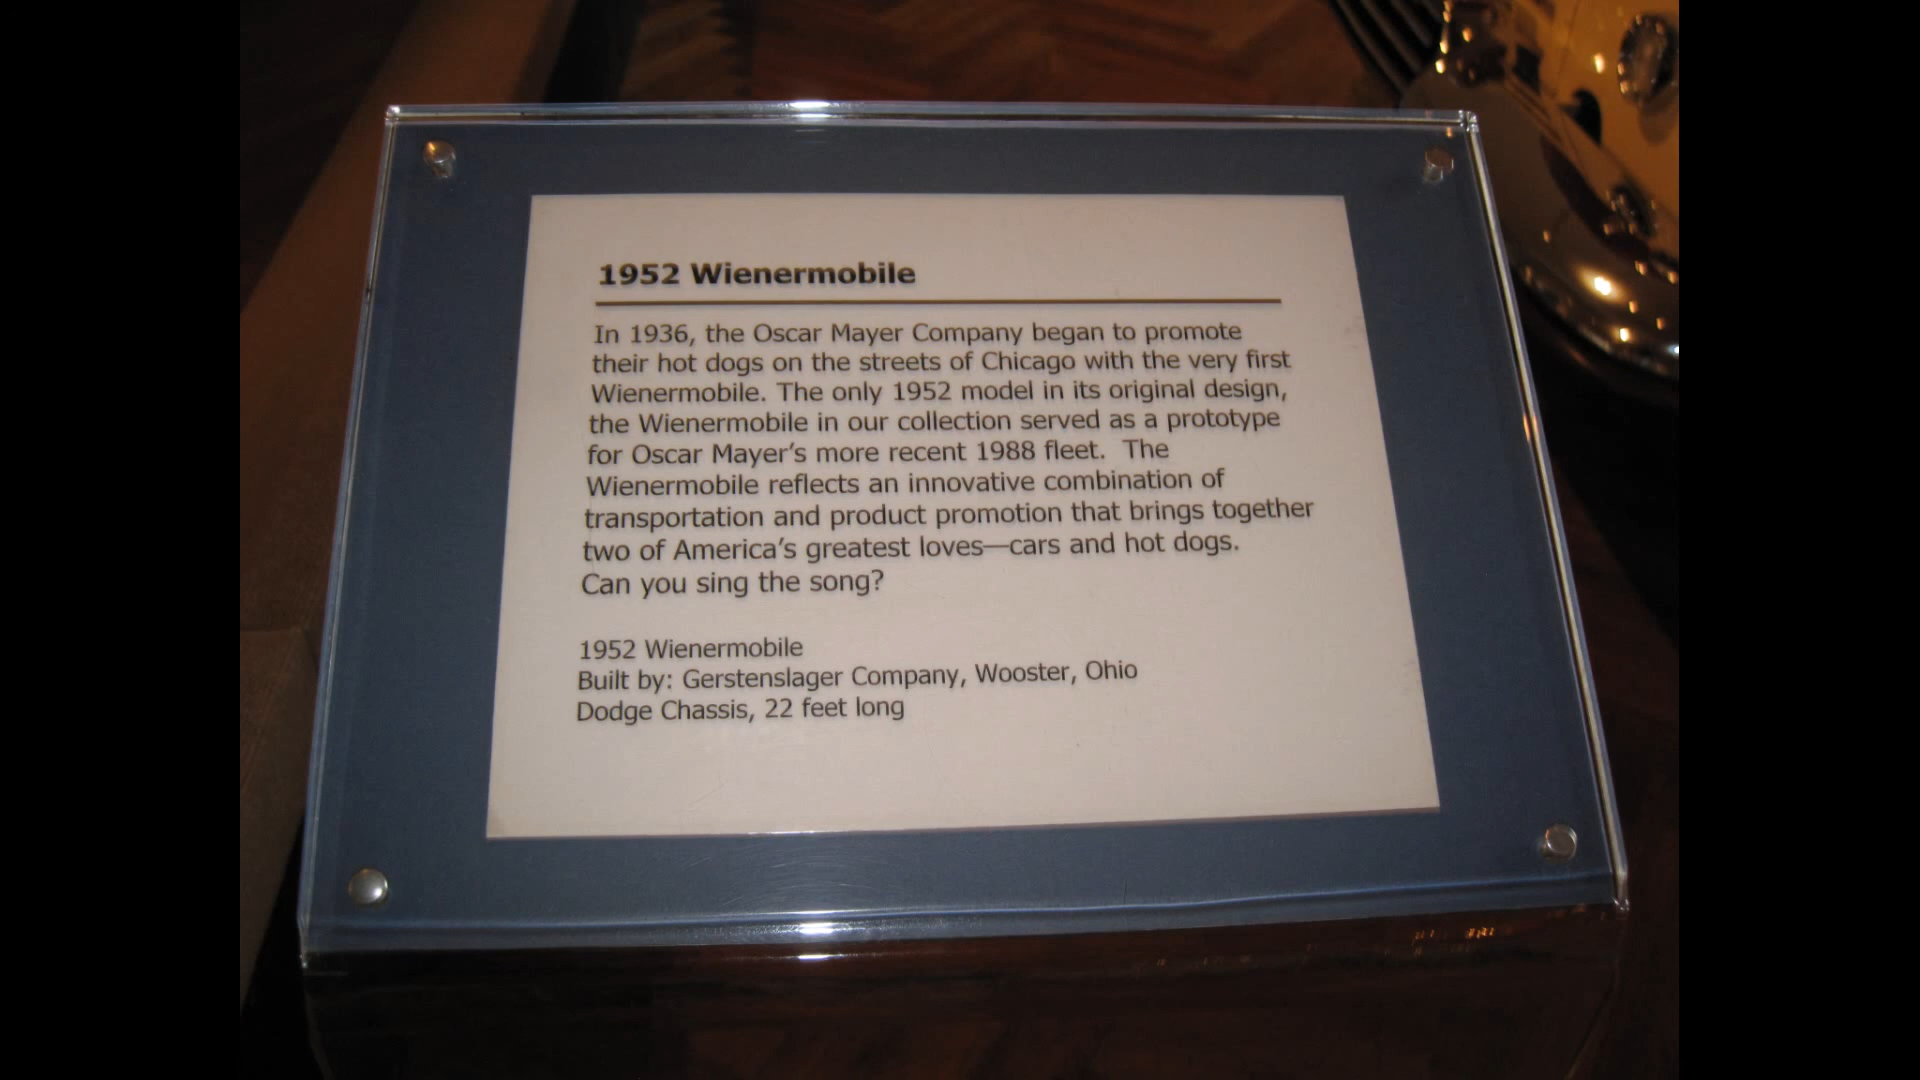 1952 Wienermobile
In 1936, the Oscar Mayer Company began to promote
their hot dogs on the streets of Chicago with the very first
Wienermobile. The only 1952 model in its original design,
the Wienermobile in our collection served as a prototype
for Oscar Mayer's more recent 1988 fleet.  The
Wienermobile reflects an innovative combination of
transportation and product promotion that brings together
two of America's greatest loves—cars and hot dogs.
Can you sing the song?
1952 Wienermobile
Built by: Gerstenslager Company, Wooster, Ohio
Dodge Chassis, 22 feet long